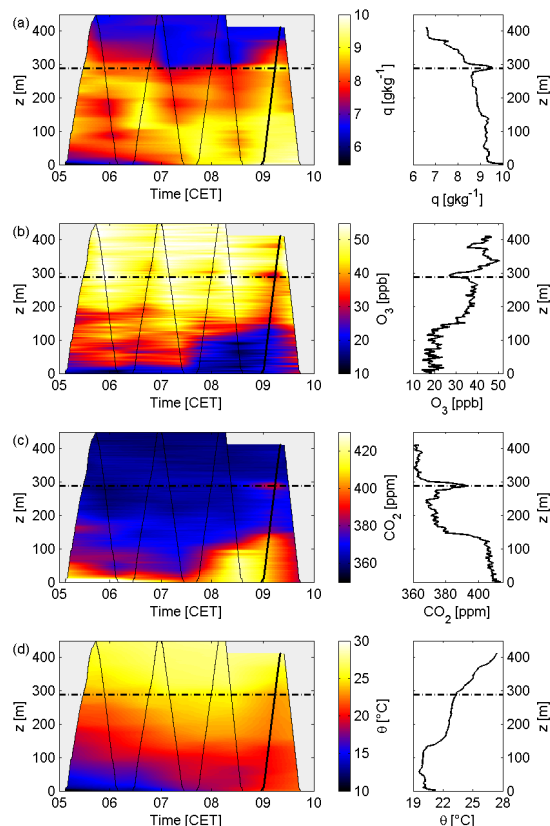 (a)
z [m]
400
300
200
100
0
05 06 07 08 09 10
Time [CET]
10
9
8
7
6
q [gkg-1]
400
300
200
100
0
z [m]
6 7 8 9 10
q [gkg-1]
(b)
z [m]
400
300
200
100
0
05 06 07 08 09 10
Time [CET]
50
40
30
20
10
O3 [ppb]
400
300
200
100
0
z [m]
10 20 30 40 50
O3 [ppb]
(c)
z [m]
400
300
200
100
0
05 06 07 08 09 10
Time [CET]
420
400
380
360
CO2 [ppm]
400
300
200
100
0
z [m]
360 380 400
CO2 [ppm]
(d)
z [m]
400
300
200
100
0
05 06 07 08 09 10
Time [CET]
30
25
20
15
10
θ [°C]
400
300
200
100
0
z [m]
19 22 25 28
θ [°C]